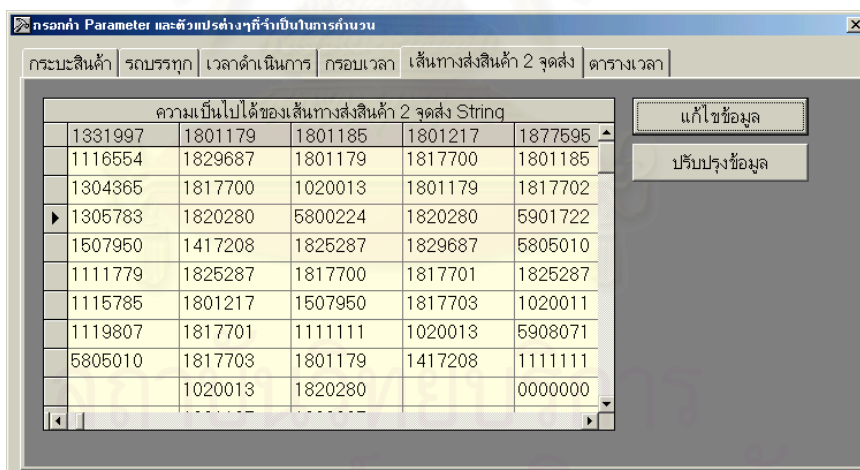 กรอกค่า Parameter และตัวแปรต่างๆที่จำเป็นในการคำนวน
กระบะสินค้า รถบรรทุก เวลาดำเนินการ กรอบเวลา เส้นทางส่งสินค้า 2 จุดส่ง ตารางเวลา
ความเป็นไปได้ของเส้นทางส่งสินค้า 2 จุดส่ง String
1331997 1801179 1801185 1801217 1877595
1116554 1829687 1801179 1817700 1801185
1304365 1817700 1020013 1801179 1817702
1305783 1820280 5800224 1820280 5901722
1507950 1417208 1825287 1829687 5805010
1111779 1825287 1817700 1817701 1825287
1115785 1801217 1507950 1817703 1020011
1119807 1817701 1111111 1020013 5908071
5805010 1817703 1801179 1417208 1111111
1020013 1820280 0000000
แก้ไขข้อมูล
ปรับปรุงข้อมูล